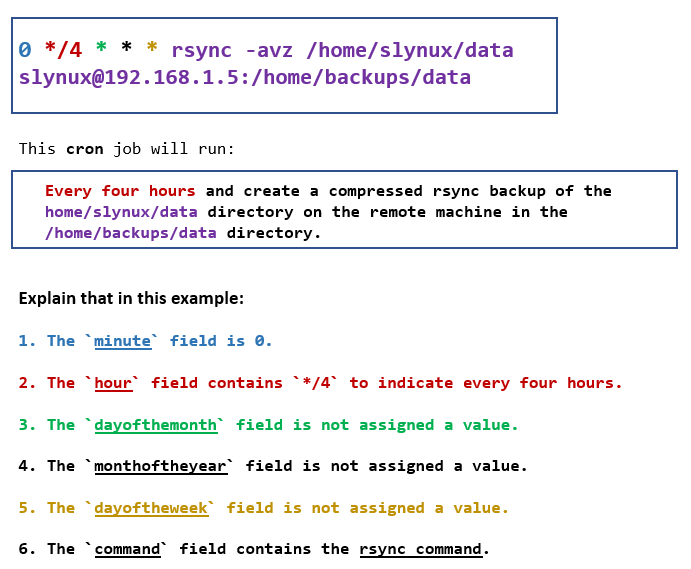 0 */4 * * * rsync -avz /home/slynux/data
slynux@192.168.1.5:/home/backups/data
This cron job will run:
Every four hours and create a compressed rsync backup of the
home/slynux/data directory on the remote machine in the
/home/backups/data directory.
Explain that in this example:
1. The `minute` field is 0.
2. The `hour` field contains `*/4` to indicate every four hours.
3. The `dayofthemonth` field is not assigned a value.
4. The `monthoftheyear` field is not assigned a value.
5. The `dayoftheweek` field is not assigned a value.
6. The `command` field contains the rsync command.